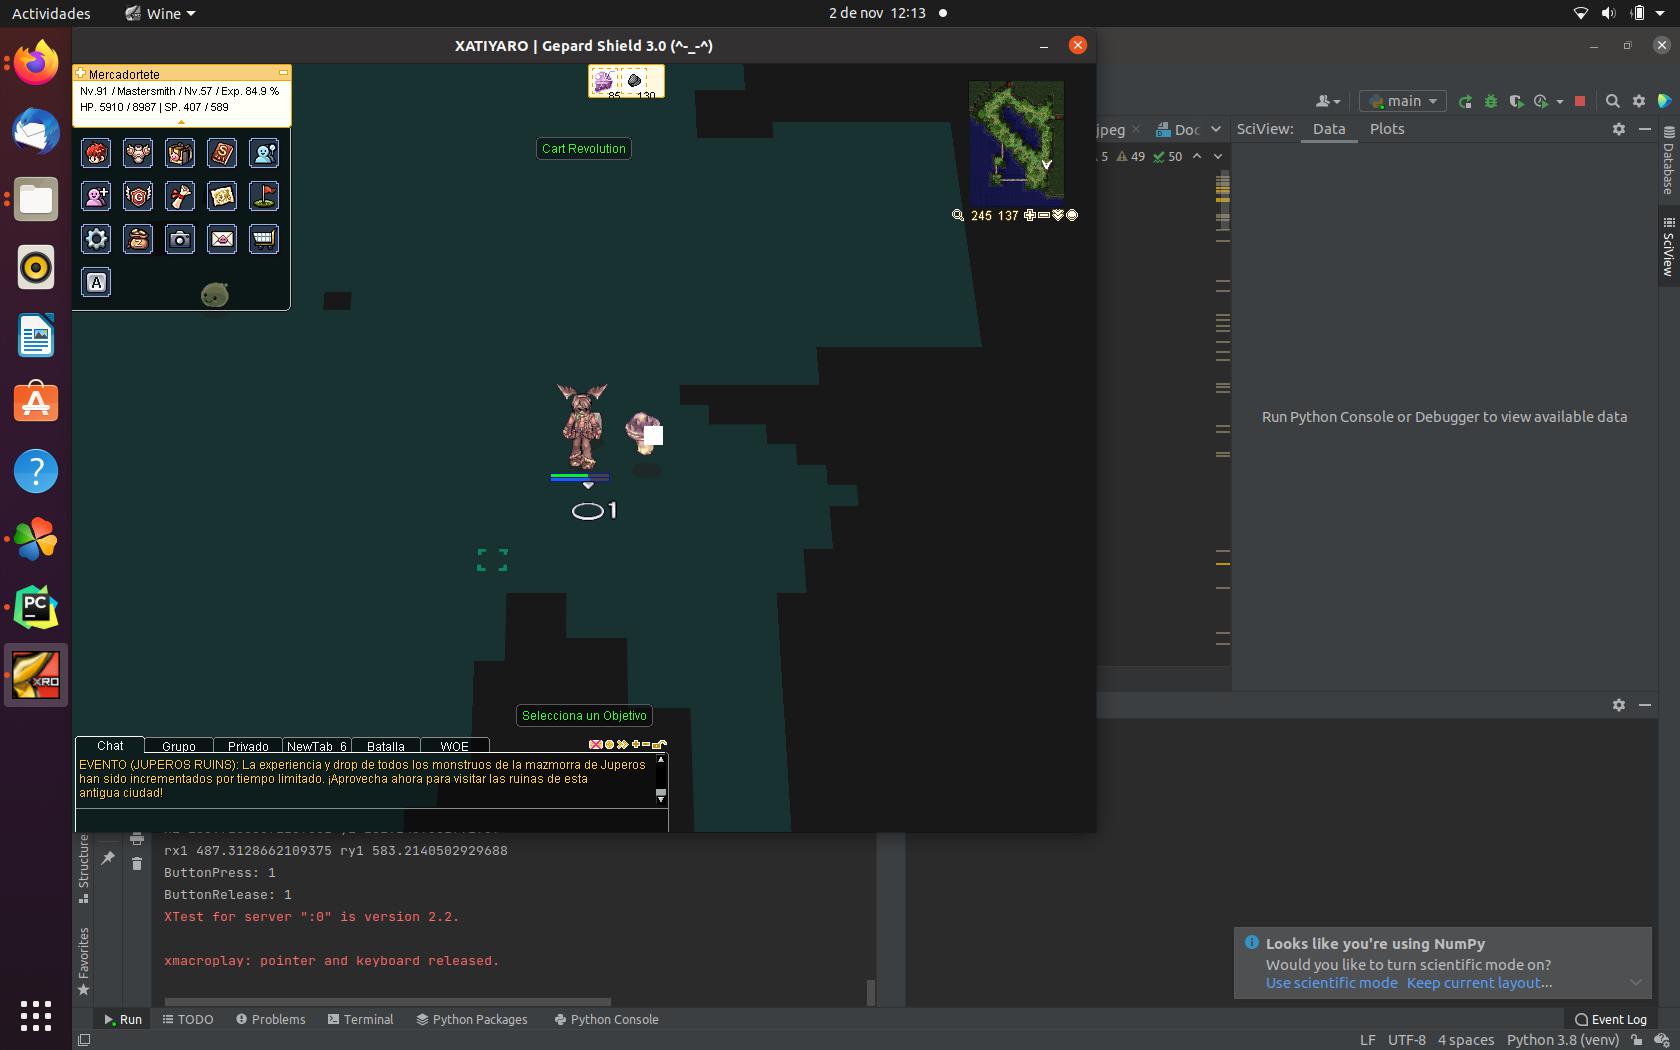 Actividades
Wine
2 de nov 12:13
XATIYARO | Gepard Shield 3.0 (^-_-^)
Mercadortete
Nv.91 / Mastersmith / Nv.57 / Exp. 84.9 %
HP. 5910 / 8987 | SP. 407 / 589
85
130
Cart Revolution
245 137
A
1
Selecciona un Objetivo
Chat
Grupo
Privado
NewTab_6
Batalla
WOE
EVENTO (JUPEROS RUINS): La experiencia y drop de todos los monstruos de la mazmorra de Juperos
han sido incrementados por tiempo limitado. ¡Aprovecha ahora para visitar las ruinas de esta
antigua ciudad!
main
jpeg
Doc
SciView:
Data
Plots
5
49
50
Database
SciView
Run Python Console or Debugger to view available data
PC
XRO
Structure
Favorites
rx1 487.3128662109375 ry1 583.2140502929688
ButtonPress: 1
ButtonRelease: 1
XTest for server ":0" is version 2.2.
xmacroplay: pointer and keyboard released.
Looks like you're using NumPy
Would you like to turn scientific mode on?
Use scientific mode Keep current layout...
Run
TODO
Problems
Terminal
Python Packages
Python Console
Event Log
LF
UTF-8
4 spaces
Python 3.8 (venv)